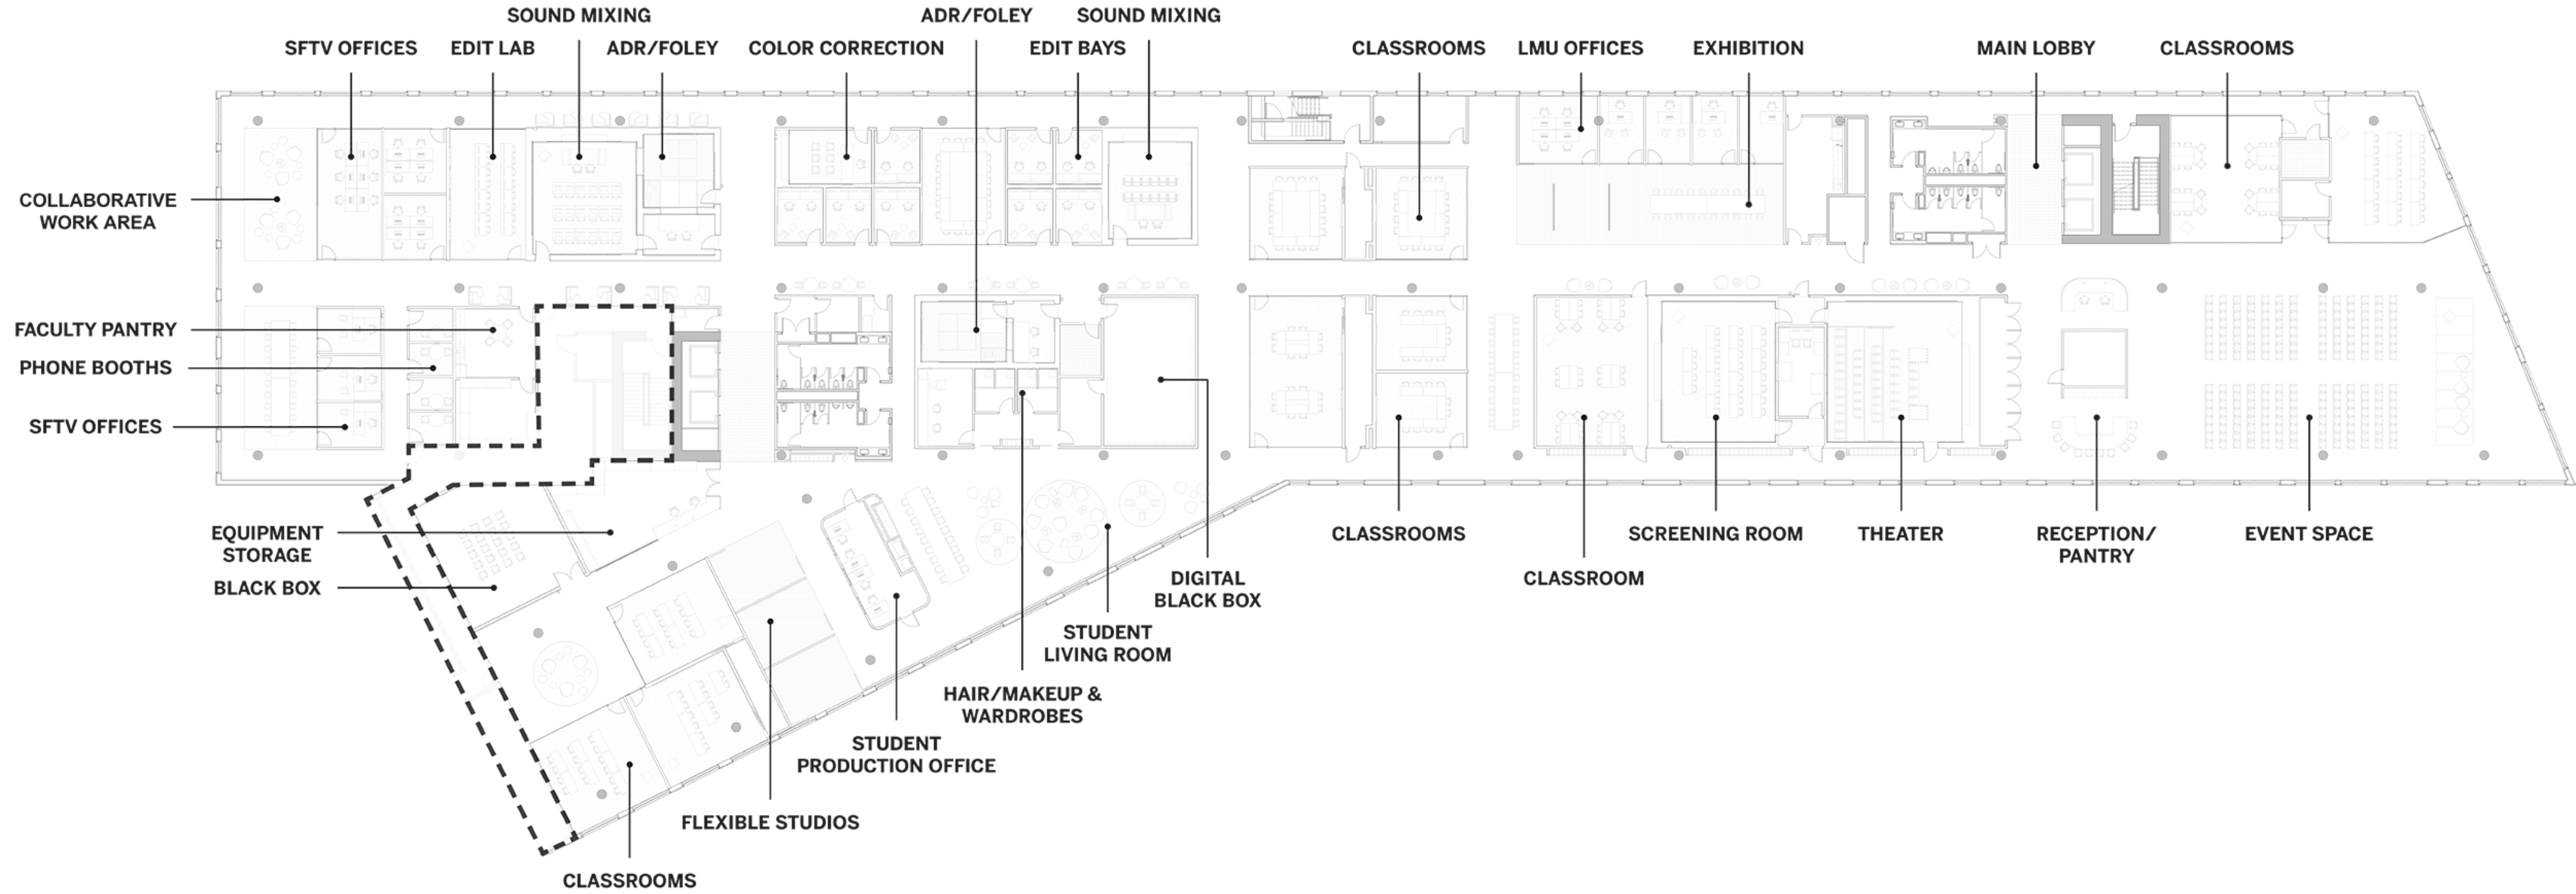 SOUND MIXING
ADR/FOLEY
SOUND MIXING
SFTV OFFICES
EDIT LAB
ADR/FOLEY
COLOR CORRECTION
EDIT BAYS
CLASSROOMS
LMU OFFICES
EXHIBITION
MAIN LOBBY
CLASSROOMS
COLLABORATIVE
WORK AREA
FACULTY PANTRY
PHONE BOOTHS
SFTV OFFICES
EQUIPMENT
STORAGE
BLACK BOX
CLASSROOMS
SCREENING ROOM
THEATER
RECEPTION/
PANTRY
EVENT SPACE
CLASSROOM
DIGITAL
BLACK BOX
STUDENT
LIVING ROOM
HAIR/MAKEUP &
WARDROBES
STUDENT
PRODUCTION OFFICE
FLEXIBLE STUDIOS
CLASSROOMS